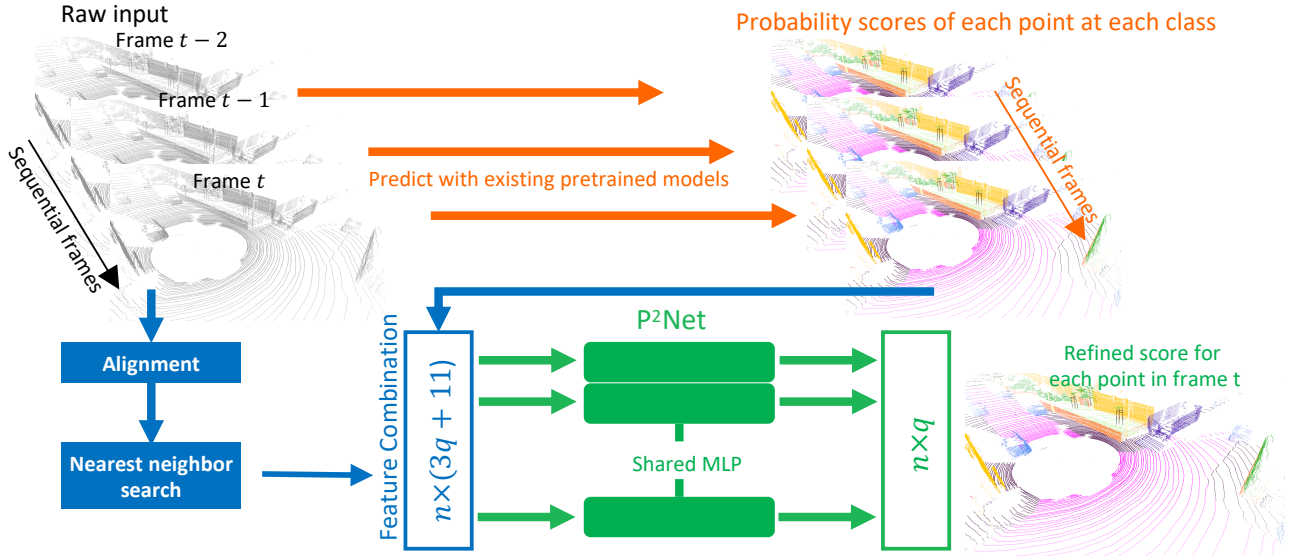 Raw input
Frame t − 2
Frame t − 1
Frame t
Sequential frames
Predict with existing pretrained models
Probability scores of each point at each class
Sequential frames
Alignment
Nearest neighbor
search
Feature Combination
n×(3q + 11)
P²Net
Shared MLP
n×q
Refined score for
each point in frame t